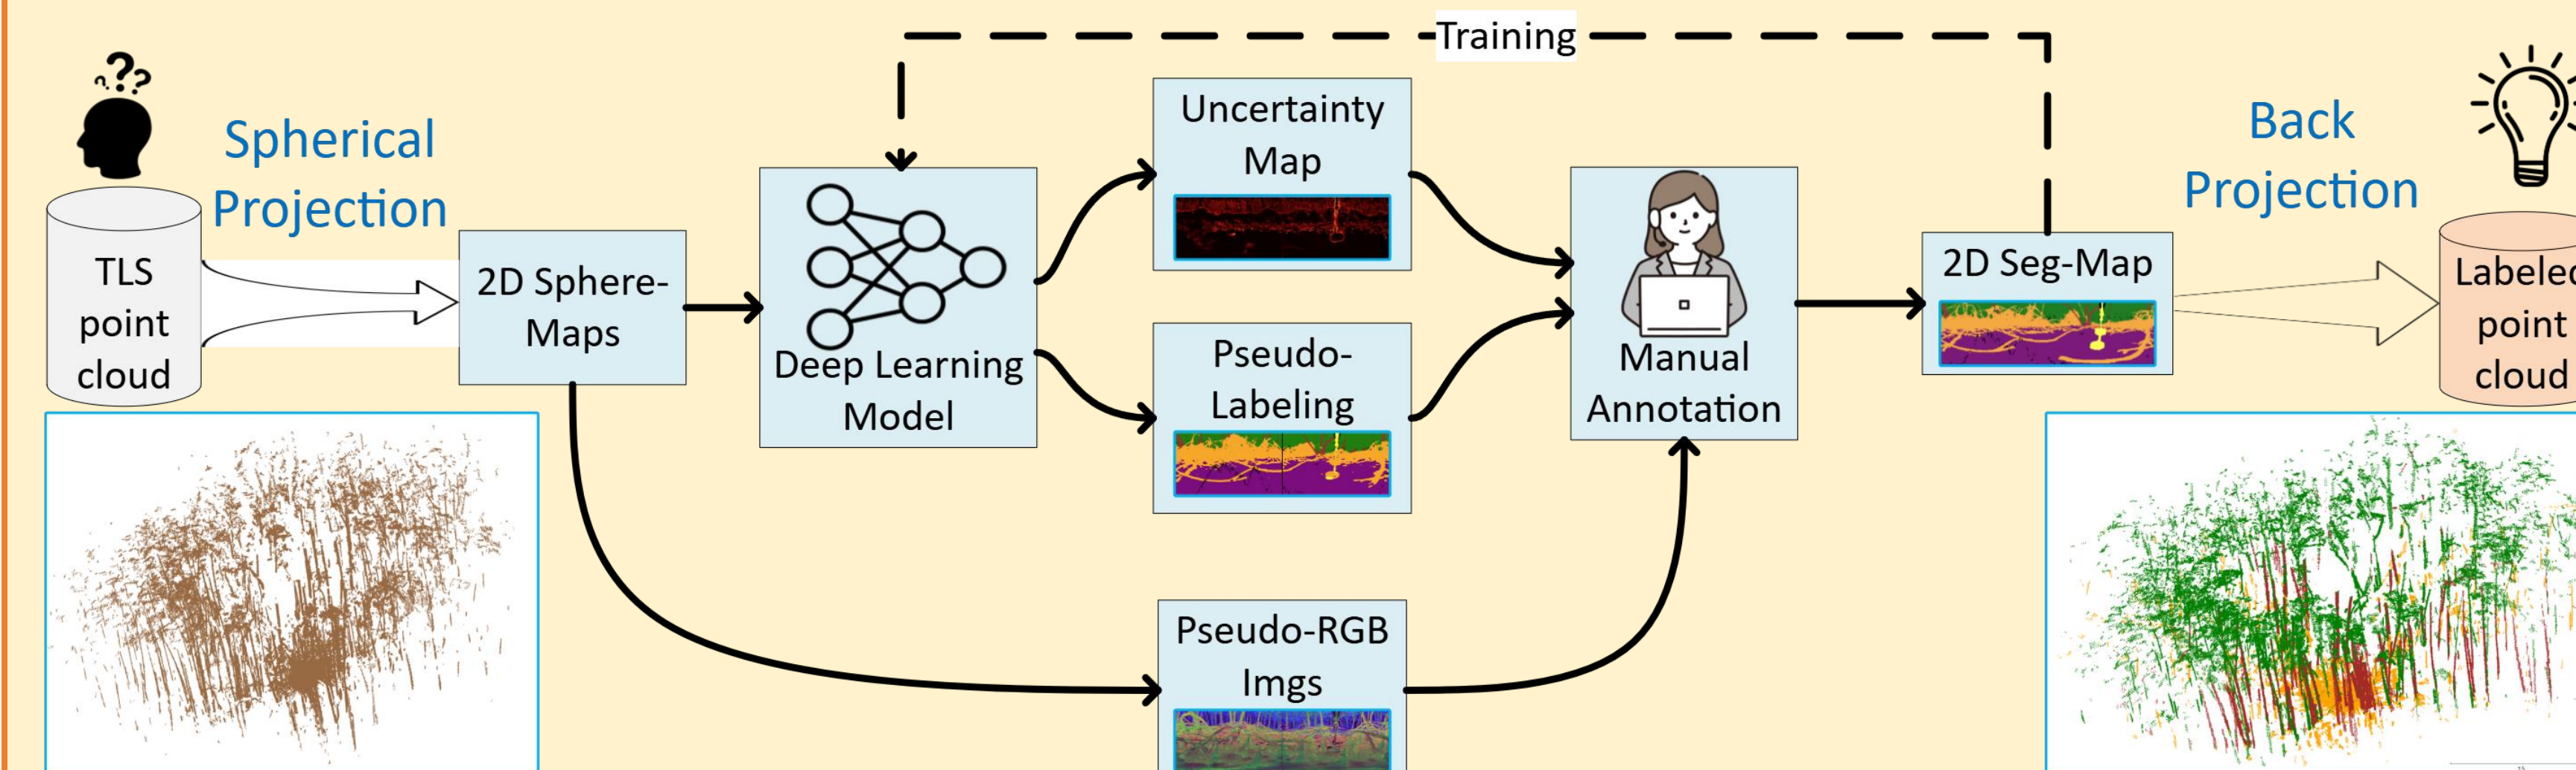 Training
???
Spherical
Projection
TLS
point
cloud
2D Sphere-
Maps
Deep Learning
Model
Uncertainty
Map
Pseudo-
Labeling
Pseudo-RGB
Imgs
Manual
Annotation
2D Seg-Map
Back
Projection
Labeled
point
cloud